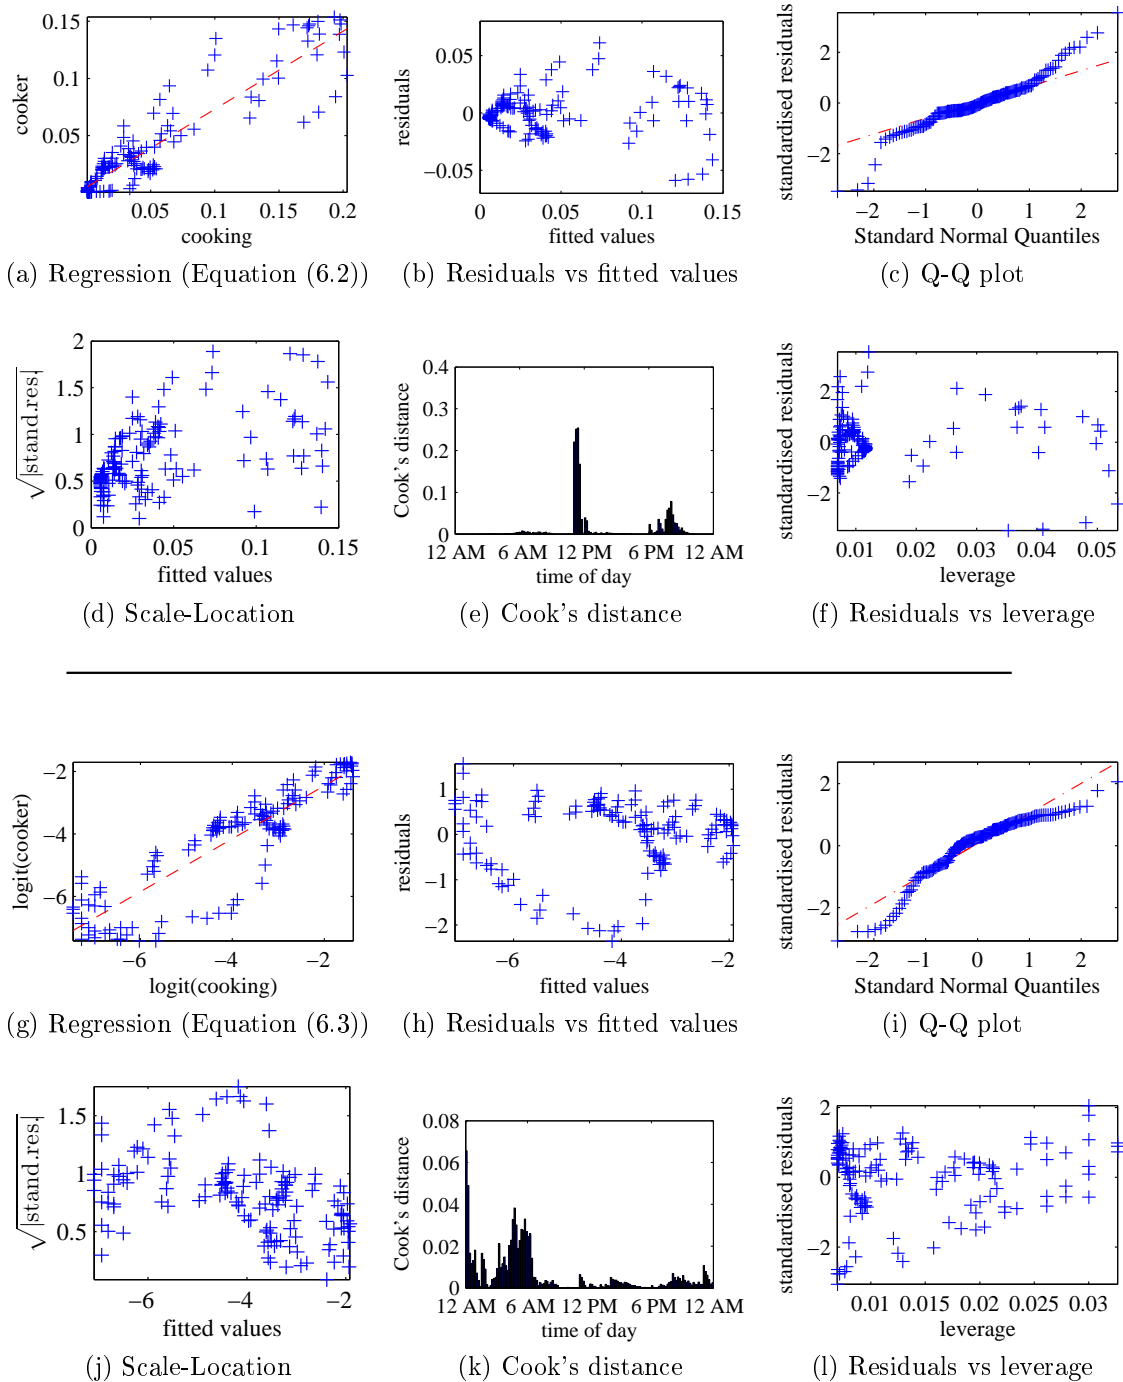 0.15
0.1
0.05
cooker
0.05 0.1 0.15 0.2
cooking
(a) Regression (Equation (6.2))
0.05
0
−0.05
residuals
0 0.05 0.1 0.15
fitted values
(b) Residuals vs fitted values
2
0
−2
standardised residuals
−2 −1 0 1 2
Standard Normal Quantiles
(c) Q-Q plot
2
1.5
1
0.5
0
√|stand.res.|
0 0.05 0.1 0.15
fitted values
(d) Scale-Location
0.4
0.3
0.2
0.1
0
Cook's distance
12 AM 6 AM 12 PM 6 PM 12 AM
time of day
(e) Cook's distance
2
0
−2
standardised residuals
0.01 0.02 0.03 0.04 0.05
leverage
(f) Residuals vs leverage
−2
−4
−6
logit(cooker)
−6 −4 −2
logit(cooking)
(g) Regression (Equation (6.3))
1
0
−1
−2
residuals
−6 −4 −2
fitted values
(h) Residuals vs fitted values
2
0
−2
standardised residuals
−2 −1 0 1 2
Standard Normal Quantiles
(i) Q-Q plot
1.5
1
0.5
√|stand.res.|
−6 −4 −2
fitted values
(j) Scale-Location
0.08
0.06
0.04
0.02
0
Cook's distance
12 AM 6 AM 12 PM 6 PM 12 AM
time of day
(k) Cook's distance
2
0
−2
standardised residuals
0.01 0.015 0.02 0.025 0.03
leverage
(l) Residuals vs leverage